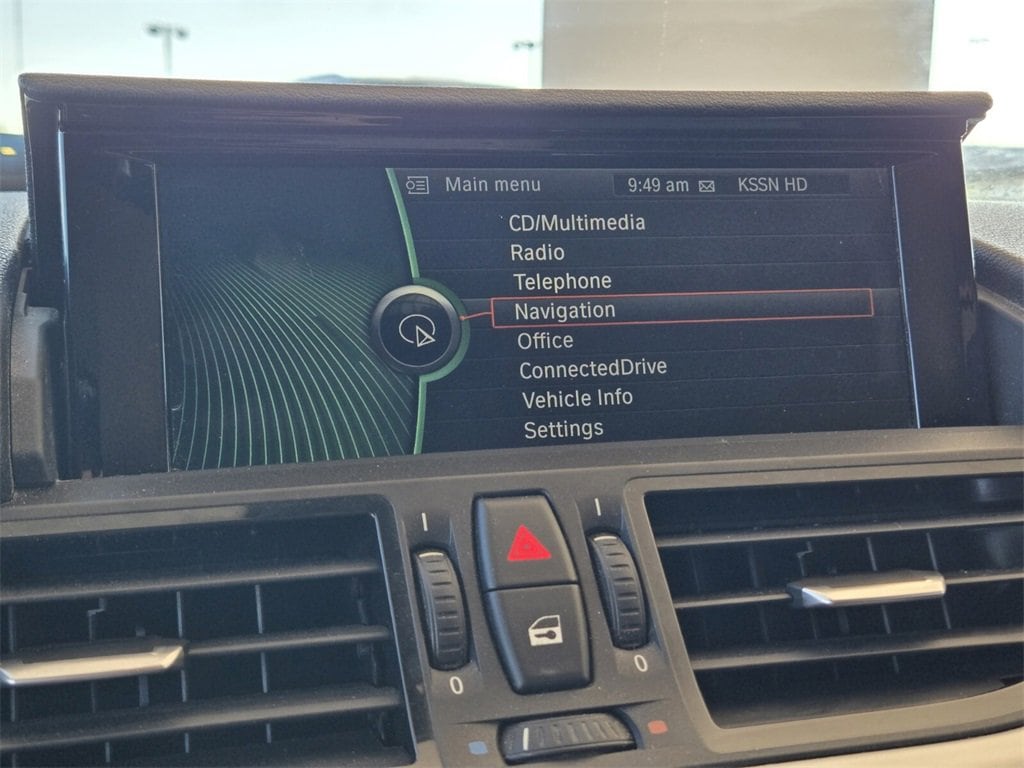 Main menu 9:49 am KSSN HD
CD/Multimedia
Radio
Telephone
Navigation
Office
ConnectedDrive
Vehicle Info
Settings
I I
0 0